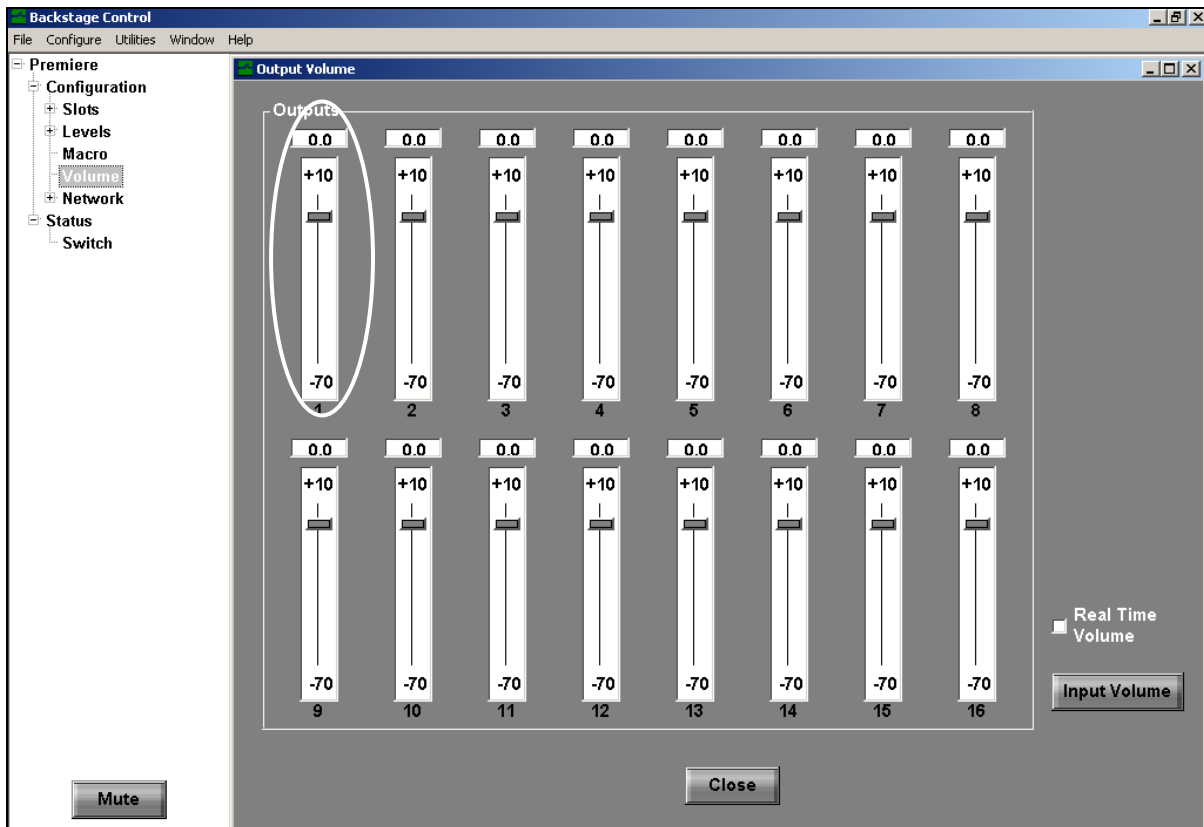 Backstage Control
File Configure Utilities Window Help
Premiere
Configuration
Slots
Levels
Macro
Volume
Network
Status
Switch
Mute
Output Volume
Outputs
0.0 0.0 0.0 0.0 0.0 0.0 0.0 0.0
+10 +10 +10 +10 +10 +10 +10 +10
-70 -70 -70 -70 -70 -70 -70 -70
1 2 3 4 5 6 7 8
0.0 0.0 0.0 0.0 0.0 0.0 0.0 0.0
+10 +10 +10 +10 +10 +10 +10 +10
-70 -70 -70 -70 -70 -70 -70 -70
9 10 11 12 13 14 15 16
Real Time
Volume
Input Volume
Close